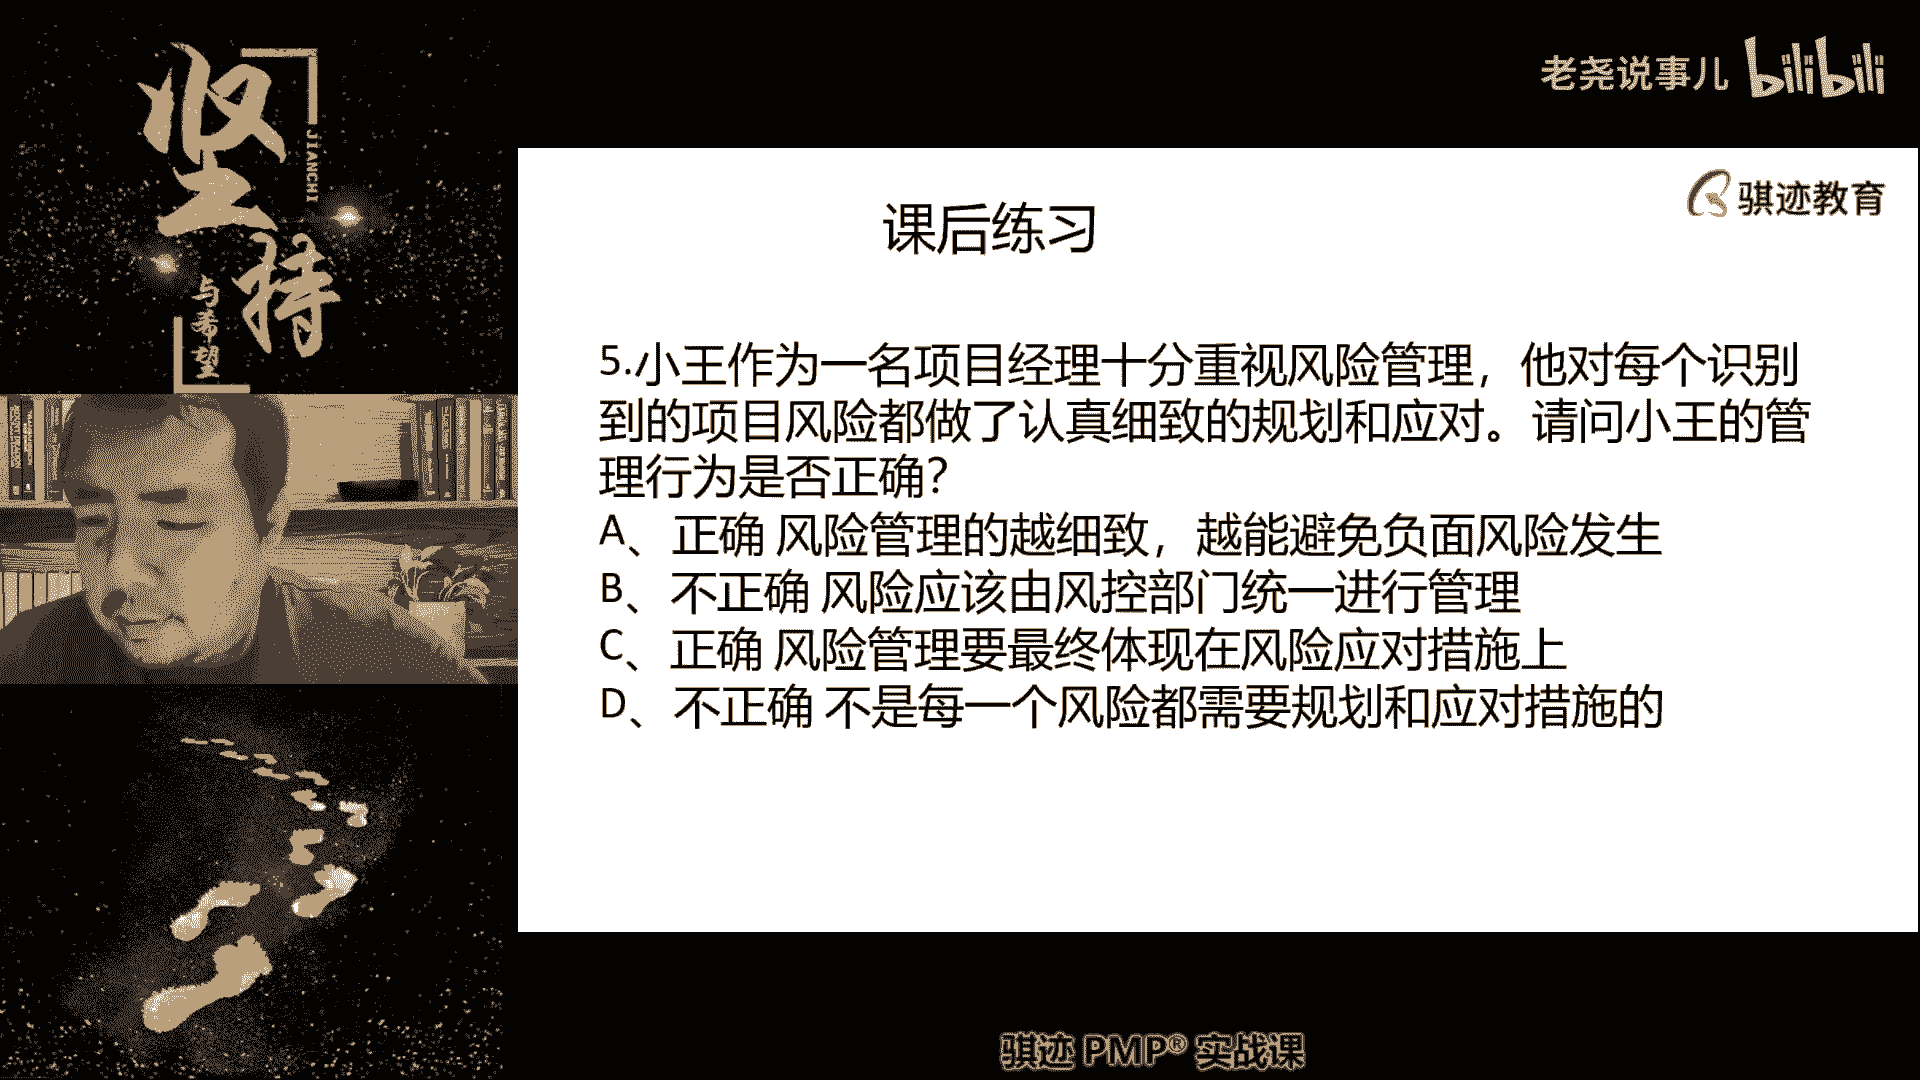 坚持
JIANCHI
与希望
老尧说事儿 bilibili
骐迹教育
课后练习
5.小王作为一名项目经理十分重视风险管理，他对每个识别
到的项目风险都做了认真细致的规划和应对。请问小王的管
理行为是否正确？
A、正确 风险管理的越细致，越能避免负面风险发生
B、不正确 风险应该由风控部门统一进行管理
C、正确 风险管理要最终体现在风险应对措施上
D、不正确 不是每一个风险都需要规划和应对措施的
骐迹 PMP® 实战课